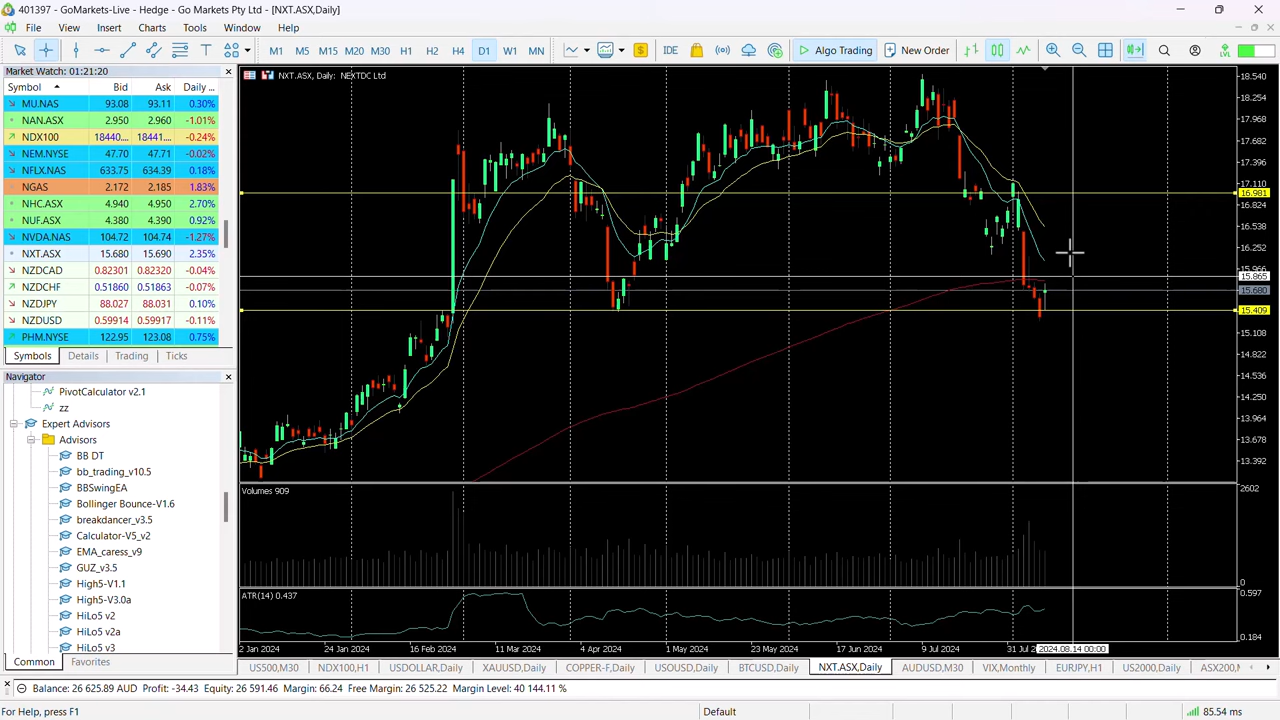 401397 - GoMarkets-Live - Hedge - Go Markets Pty Ltd - [NXT.ASX,Daily]
File View Insert Charts Tools Window Help
M1 M5 M15 M20 M30 H1 H2 H4 D1 W1 MN IDE Algo Trading New Order LVL
Market Watch: 01:21:20
Symbol Bid Ask Daily ...
MU.NAS 93.08 93.11 0.30%
NAN.ASX 2.950 2.960 -1.01%
NDX100 18440.... 18441.... -0.24%
NEM.NYSE 47.70 47.71 -0.02%
NFLX.NAS 633.75 634.39 0.18%
NGAS 2.172 2.185 1.83%
NHC.ASX 4.940 4.950 2.70%
NUF.ASX 4.380 4.390 0.92%
NVDA.NAS 104.72 104.74 -1.27%
NXT.ASX 15.680 15.690 2.35%
NZDCAD 0.82301 0.82320 -0.04%
NZDCHF 0.51860 0.51863 -0.07%
NZDJPY 88.027 88.031 0.10%
NZDUSD 0.59914 0.59917 -0.11%
PHM.NYSE 122.95 123.08 0.75%
Symbols Details Trading Ticks
Navigator
PivotCalculator v2.1
zz
Expert Advisors
Advisors
BB DT
bb_trading_v10.5
BBSwingEA
Bollinger Bounce-V1.6
breakdancer_v3.5
Calculator-V5_v2
EMA_caress_v9
GUZ_v3.5
High5-V1.1
High5-V3.0a
HiLo5 v2
HiLo5 v2a
HiLo5 v3
Common Favorites
NXT.ASX, Daily: NEXTDC Ltd
18.540
18.254
17.968
17.682
17.396
17.110
16.981
16.824
16.538
16.252
15.966
15.865
15.680
15.409
15.108
14.822
14.536
14.250
13.964
13.678
13.392
Volumes 909
2602
0
ATR(14) 0.437
0.597
0.184
2 Jan 2024 24 Jan 2024 16 Feb 2024 11 Mar 2024 4 Apr 2024 1 May 2024 23 May 2024 17 Jun 2024 9 Jul 2024 31 Jul 2024.08.14 00:00
US500,M30 NDX100,H1 USDOLLAR,Daily XAUUSD,Daily COPPER-F,Daily USOUSD,Daily BTCUSD,Daily NXT.ASX,Daily AUDUSD,M30 VIX,Monthly EURJPY,H1 US2000,Daily ASX200,M
Balance: 26 625.89 AUD Profit: -34.43 Equity: 26 591.46 Margin: 66.24 Free Margin: 26 525.22 Margin Level: 40 144.11 %
For Help, press F1 Default 85.54 ms